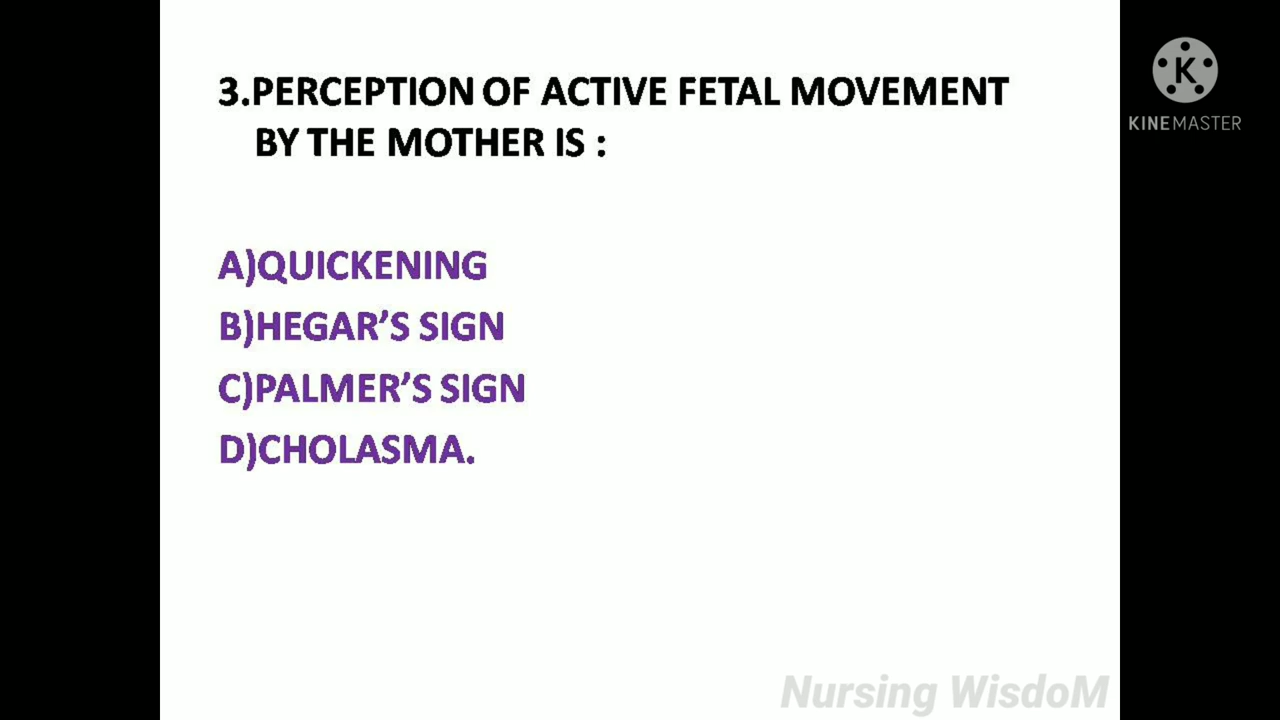 3.PERCEPTION OF ACTIVE FETAL MOVEMENT
BY THE MOTHER IS :
A)QUICKENING
B)HEGAR’S SIGN
C)PALMER’S SIGN
D)CHOLASMA.
K
KINEMASTER
Nursing WisdoM